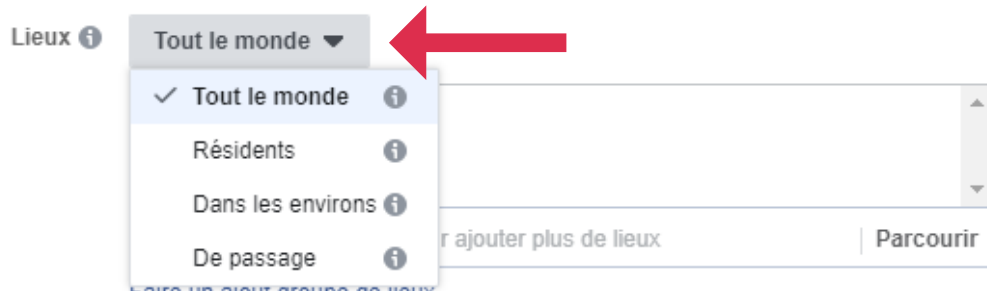 Lieux
Tout le monde
Tout le monde
Résidents
Dans les environs
De passage
ajouter plus de lieux
Parcourir